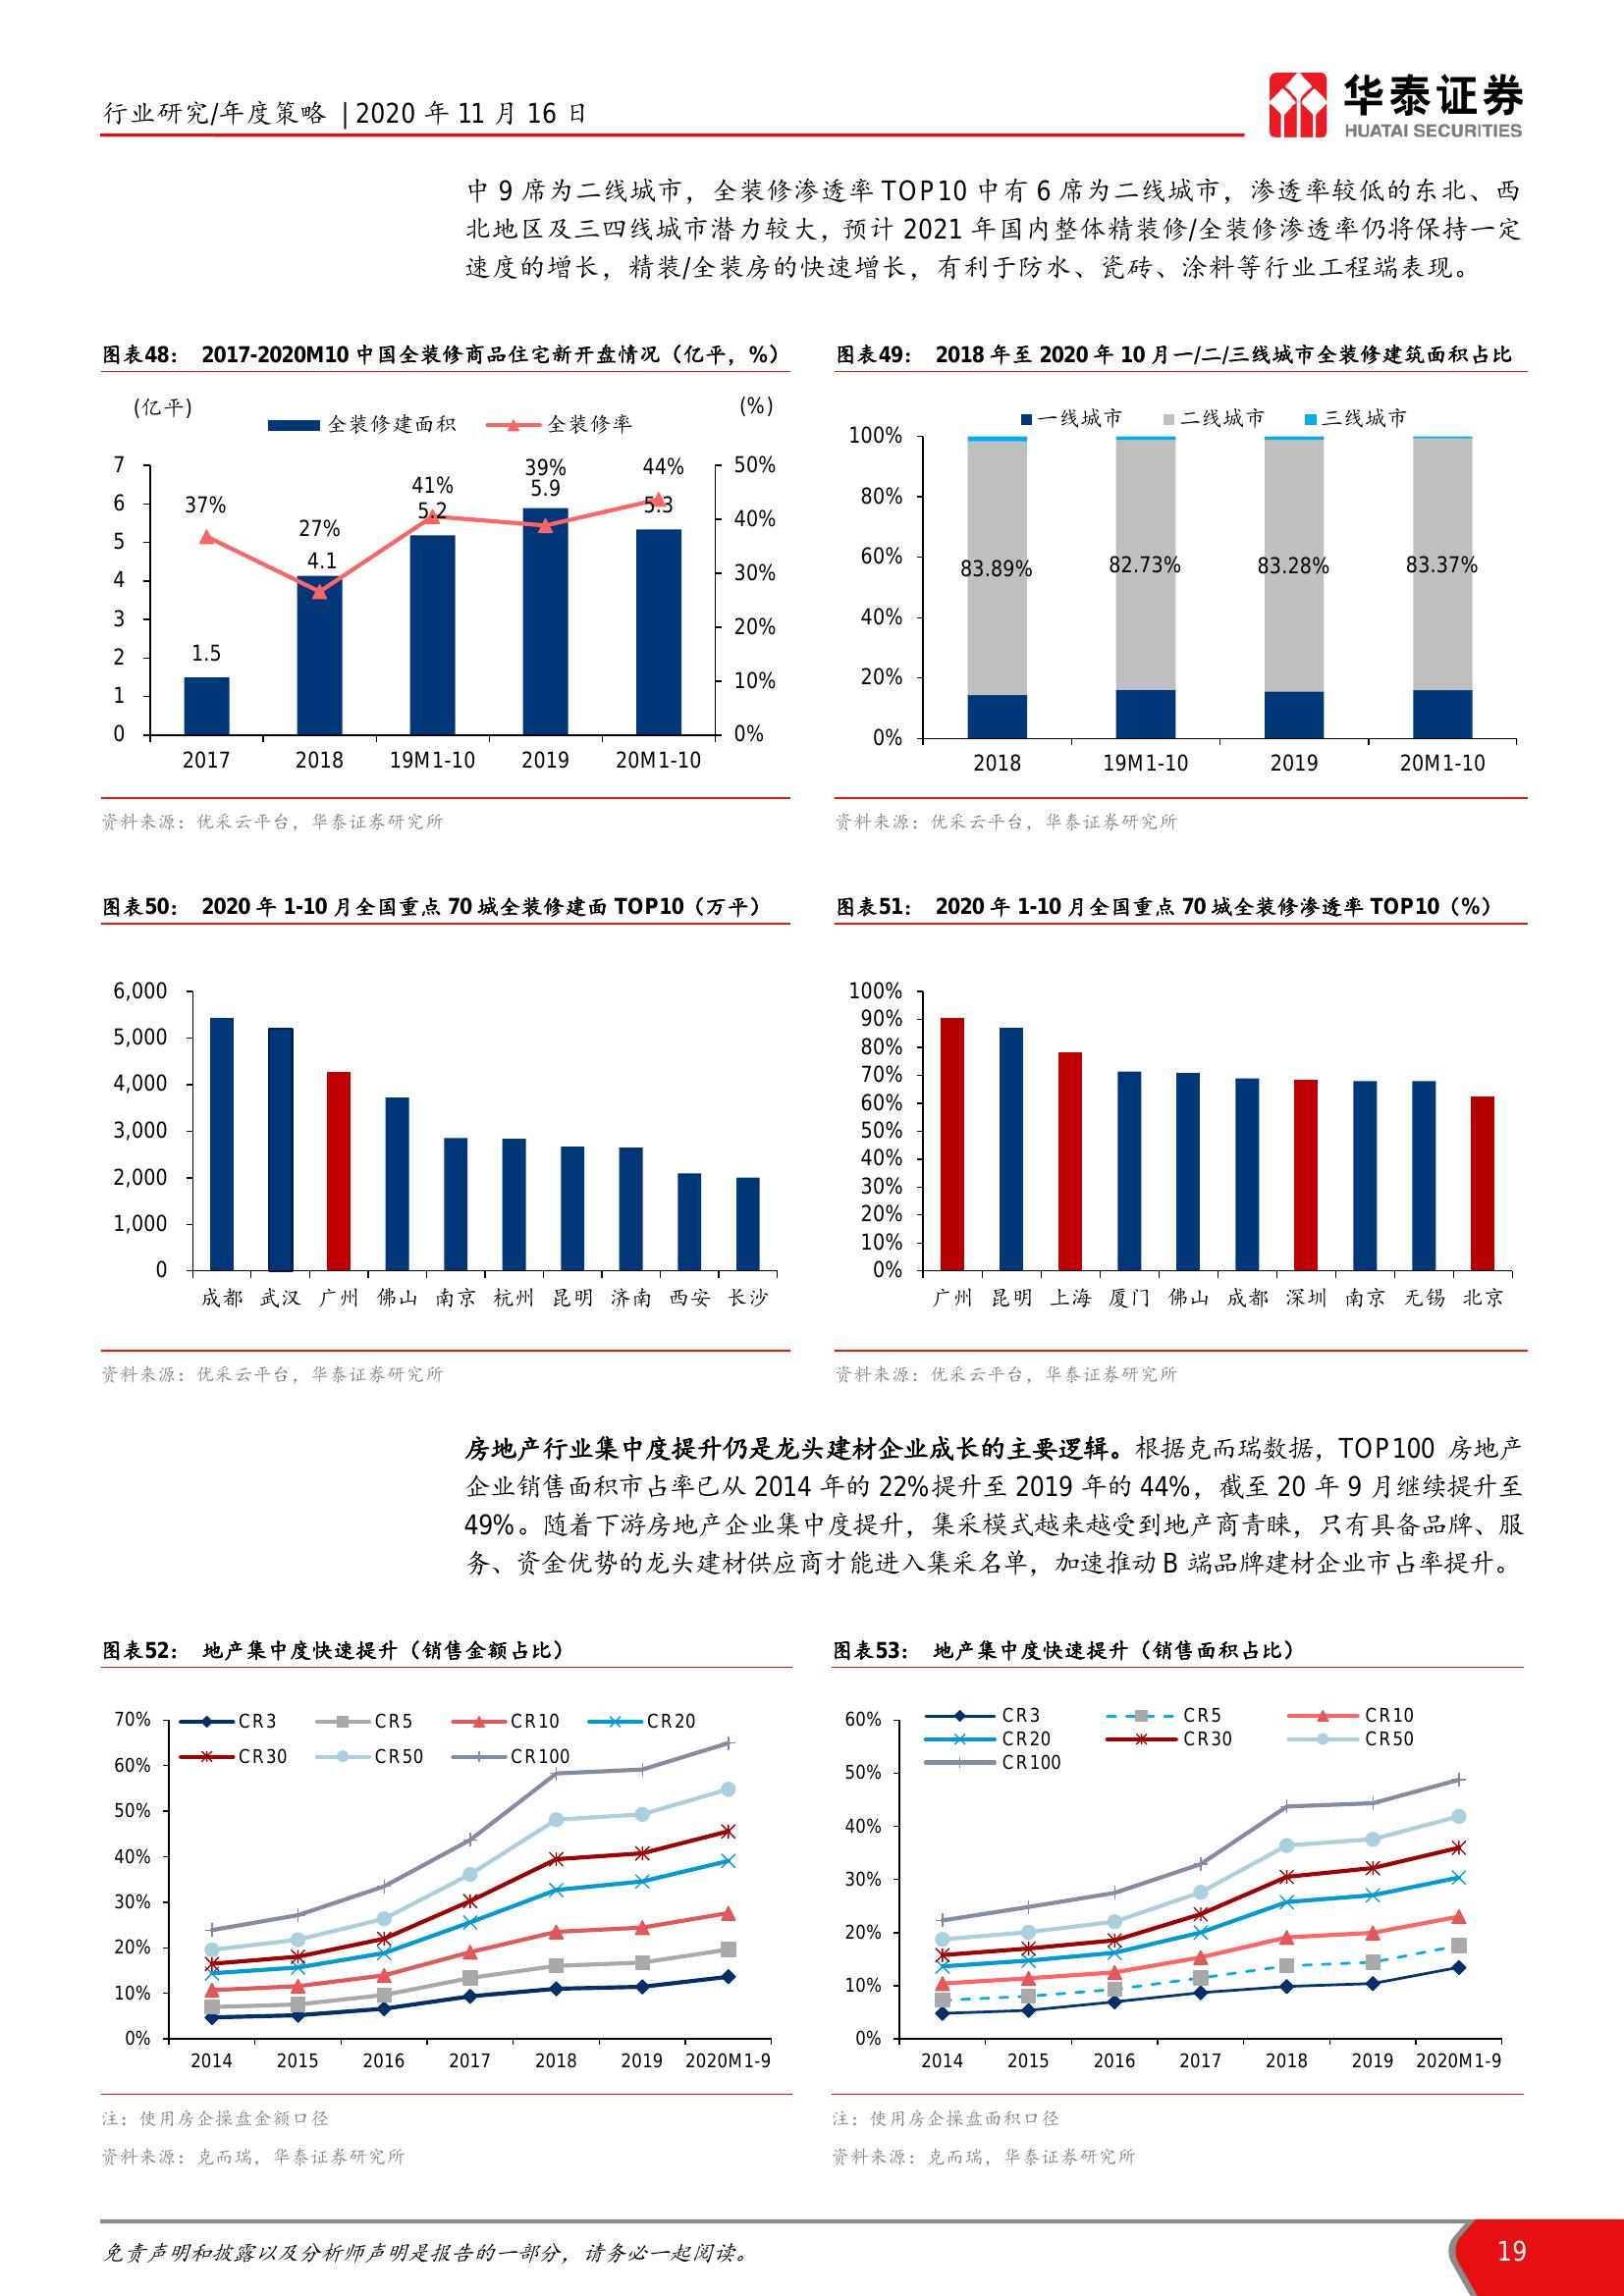 行业研究/年度策略 | 2020 年 11 月 16 日
华泰证券
HUATAI SECURITIES
中 9 席为二线城市，全装修渗透率 TOP10 中有 6 席为二线城市，渗透率较低的东北、西
北地区及三四线城市潜力较大，预计 2021 年国内整体精装修/全装修渗透率仍将保持一定
速度的增长，精装/全装房的快速增长，有利于防水、瓷砖、涂料等行业工程端表现。
图表48： 2017-2020M10 中国全装修商品住宅新开盘情况（亿平，%）
(亿平) (%)
全装修建面积 全装修率
7
6
5
4
3
2
1
0
50%
40%
30%
20%
10%
0%
37% 27% 41% 39% 44%
1.5 4.1 5.2 5.9 5.3
2017 2018 19M1-10 2019 20M1-10
资料来源：优采云平台，华泰证券研究所
图表49： 2018 年至 2020 年 10 月一/二/三线城市全装修建筑面积占比
一线城市 二线城市 三线城市
100%
80%
60%
40%
20%
0%
83.89% 82.73% 83.28% 83.37%
2018 19M1-10 2019 20M1-10
资料来源：优采云平台，华泰证券研究所
图表50： 2020 年 1-10 月全国重点 70 城全装修建面 TOP10（万平）
6,000
5,000
4,000
3,000
2,000
1,000
0
成都 武汉 广州 佛山 南京 杭州 昆明 济南 西安 长沙
资料来源：优采云平台，华泰证券研究所
图表51： 2020 年 1-10 月全国重点 70 城全装修渗透率 TOP10（%）
100%
90%
80%
70%
60%
50%
40%
30%
20%
10%
0%
广州 昆明 上海 厦门 佛山 成都 深圳 南京 无锡 北京
资料来源：优采云平台，华泰证券研究所
房地产行业集中度提升仍是龙头建材企业成长的主要逻辑。根据克而瑞数据，TOP100 房地产
企业销售面积市占率已从 2014 年的 22%提升至 2019 年的 44%，截至 20 年 9 月继续提升至
49%。随着下游房地产企业集中度提升，集采模式越来越受到地产商青睐，只有具备品牌、服
务、资金优势的龙头建材供应商才能进入集采名单，加速推动 B 端品牌建材企业市占率提升。
图表52： 地产集中度快速提升（销售金额占比）
CR3 CR5 CR10 CR20
CR30 CR50 CR100
70%
60%
50%
40%
30%
20%
10%
0%
2014 2015 2016 2017 2018 2019 2020M1-9
注：使用房企操盘金额口径
资料来源：克而瑞，华泰证券研究所
图表53： 地产集中度快速提升（销售面积占比）
CR3 CR5 CR10
CR20 CR30 CR50
CR100
60%
50%
40%
30%
20%
10%
0%
2014 2015 2016 2017 2018 2019 2020M1-9
注：使用房企操盘面积口径
资料来源：克而瑞，华泰证券研究所
免责声明和披露以及分析师声明是报告的一部分，请务必一起阅读。
19